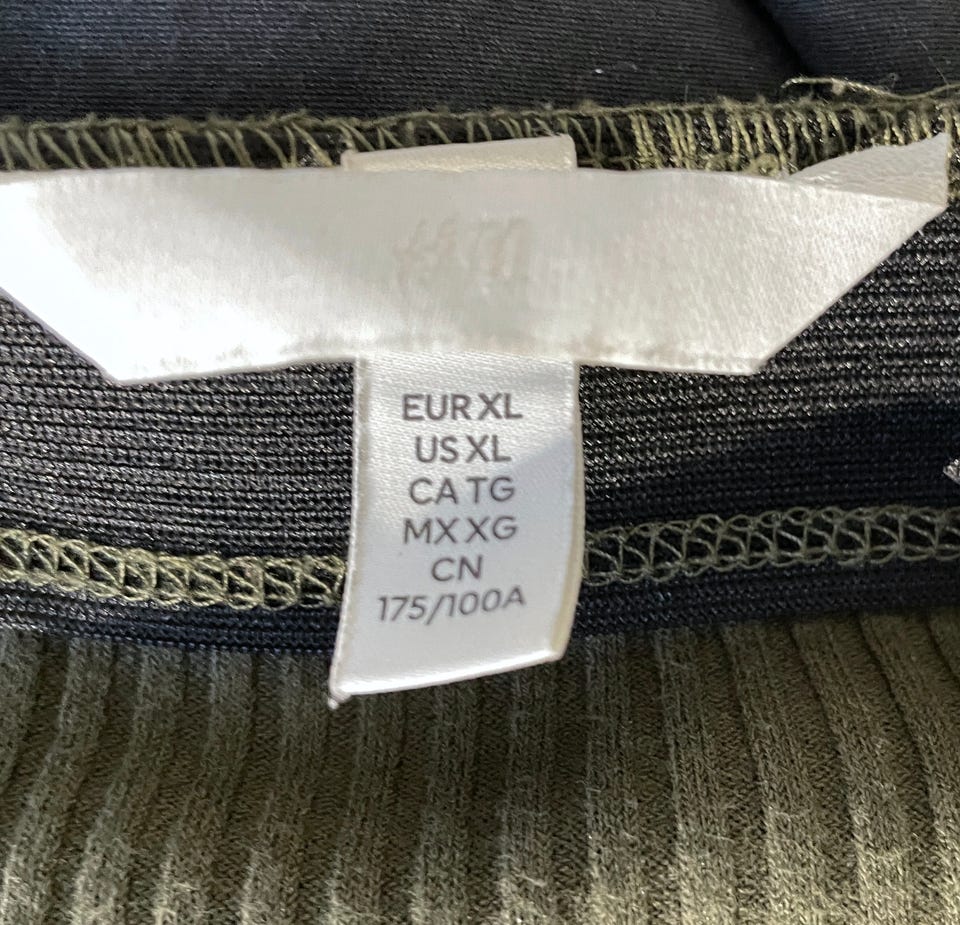 H&M
EUR XL
US XL
CA TG
MX XG
CN
175/100A